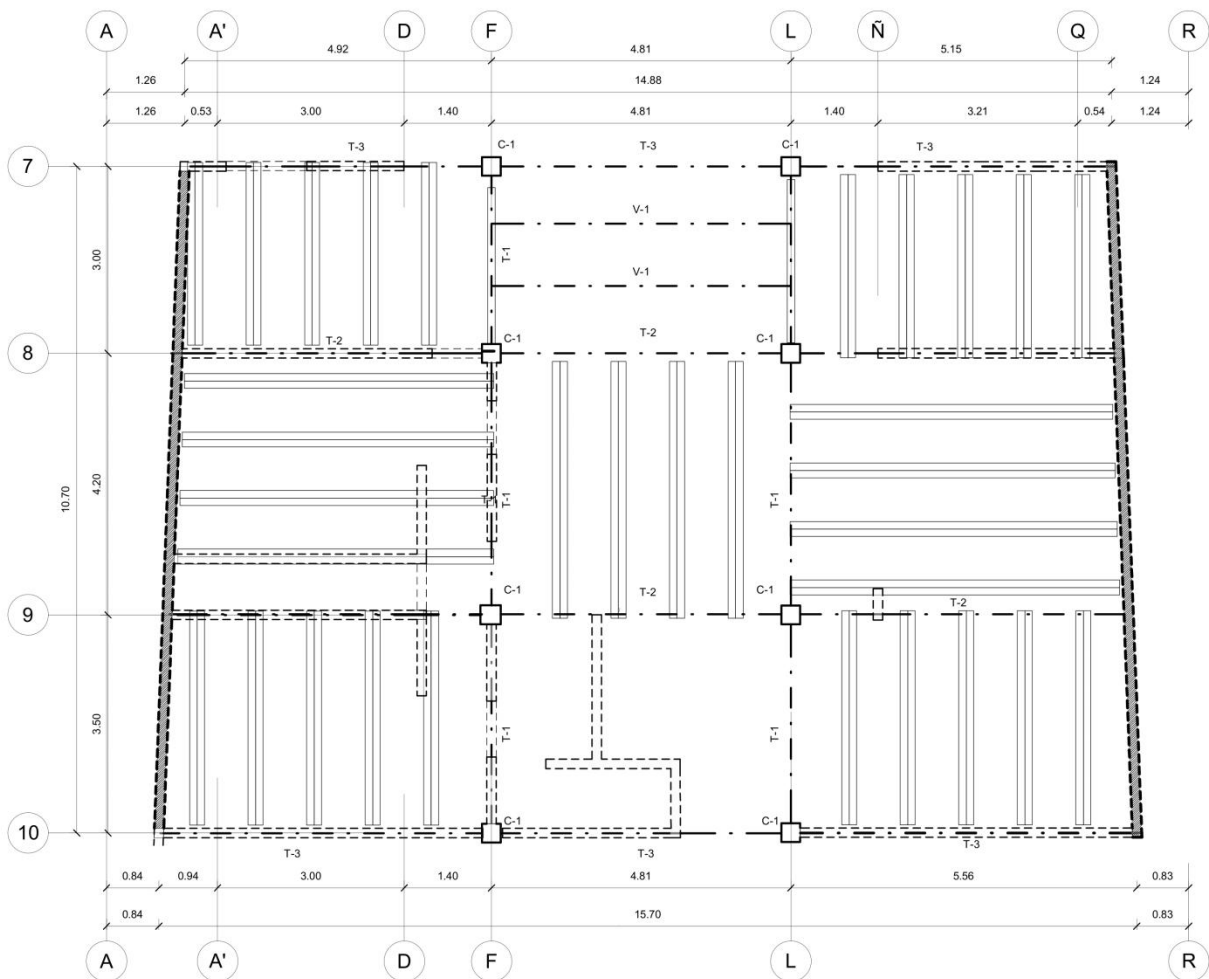 A A' D F L Ñ Q R
4.92 4.81 5.15
1.26 14.88 1.24
1.26 0.53 3.00 1.40 4.81 1.40 3.21 0.54 1.24
T-3 C-1 T-3 C-1 T-3
7
V-1
T-1
3.00
V-1
T-2 C-1 T-2 C-1
8
10.70
4.20
T-1 T-1
C-1 T-2 C-1 T-2
9
3.50
T-1 T-1
C-1 C-1
10
T-3 T-3 T-3
0.84 0.94 3.00 1.40 4.81 5.56 0.83
0.84 15.70 0.83
A A' D F L R